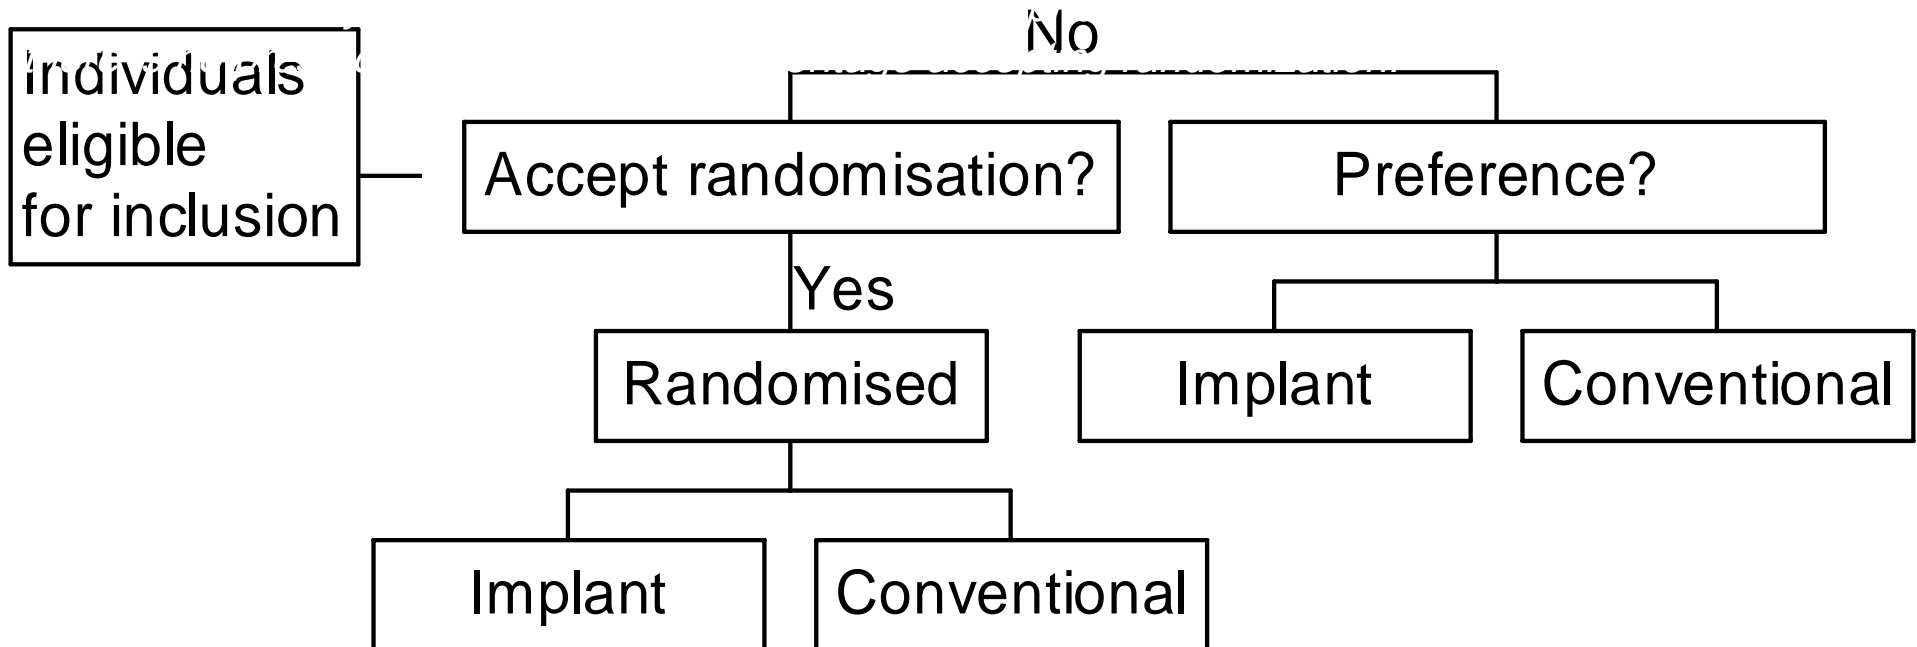 No
Individuals
eligible
for inclusion
Accept randomisation?
Preference?
Yes
Randomised
Implant
Conventional
Implant
Conventional